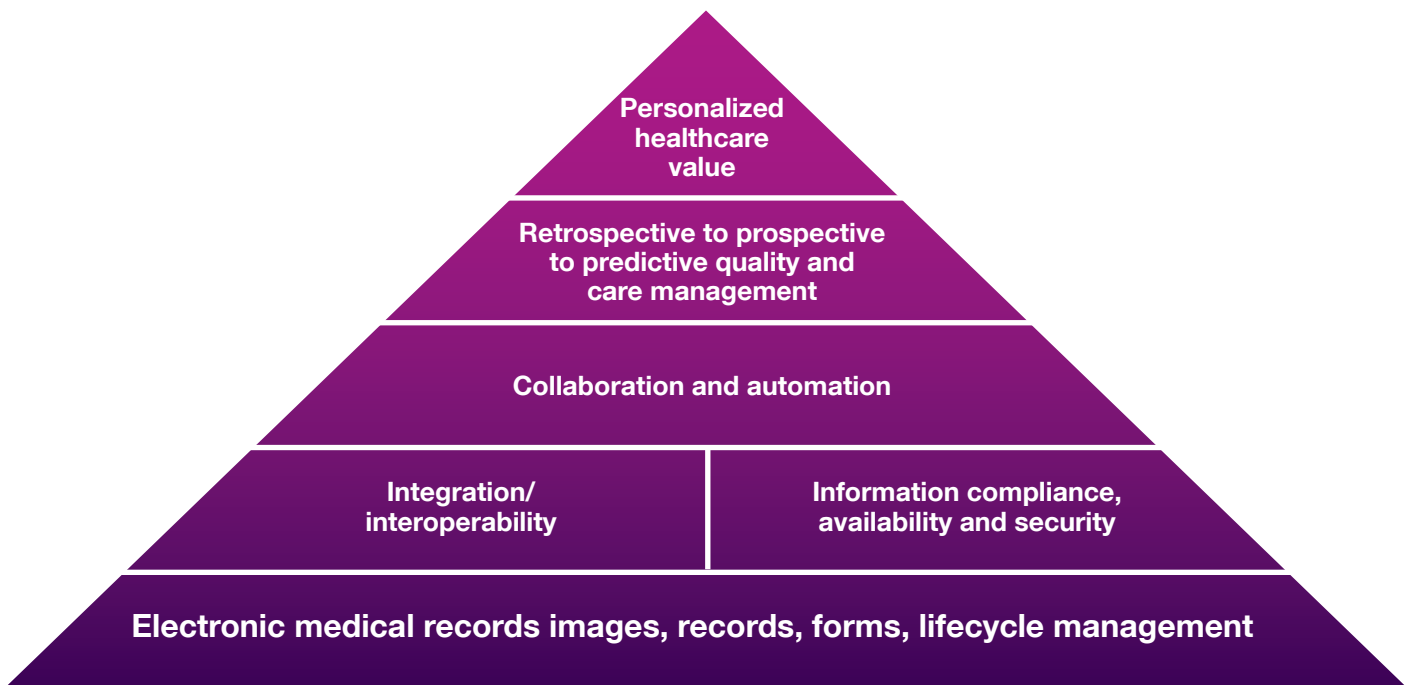 Personalized
healthcare
value
Retrospective to prospective
to predictive quality and
care management
Collaboration and automation
Integration/
interoperability
Information compliance,
availability and security
Electronic medical records images, records, forms, lifecycle management